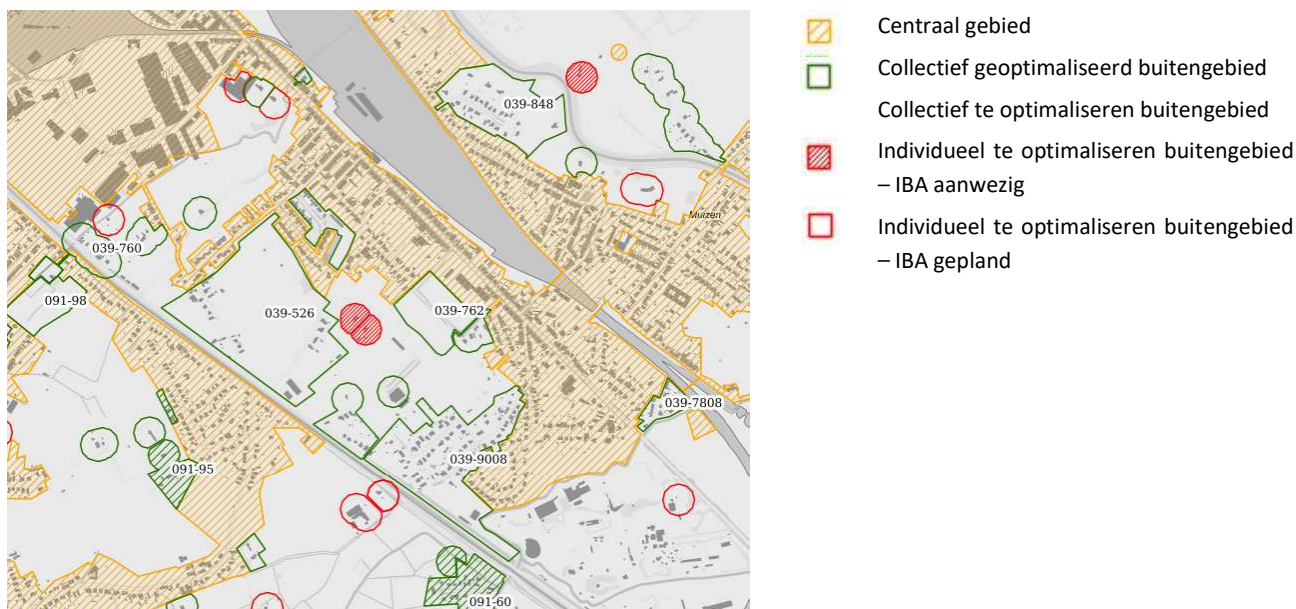 Centraal gebied
Collectief geoptimaliseerd buitengebied
Collectief te optimaliseren buitengebied
Individueel te optimaliseren buitengebied
– IBA aanwezig
Individueel te optimaliseren buitengebied
– IBA gepland
039-848
Muizen
039-760
091-98
039-526
039-762
039-7808
039-9008
091-95
091-60